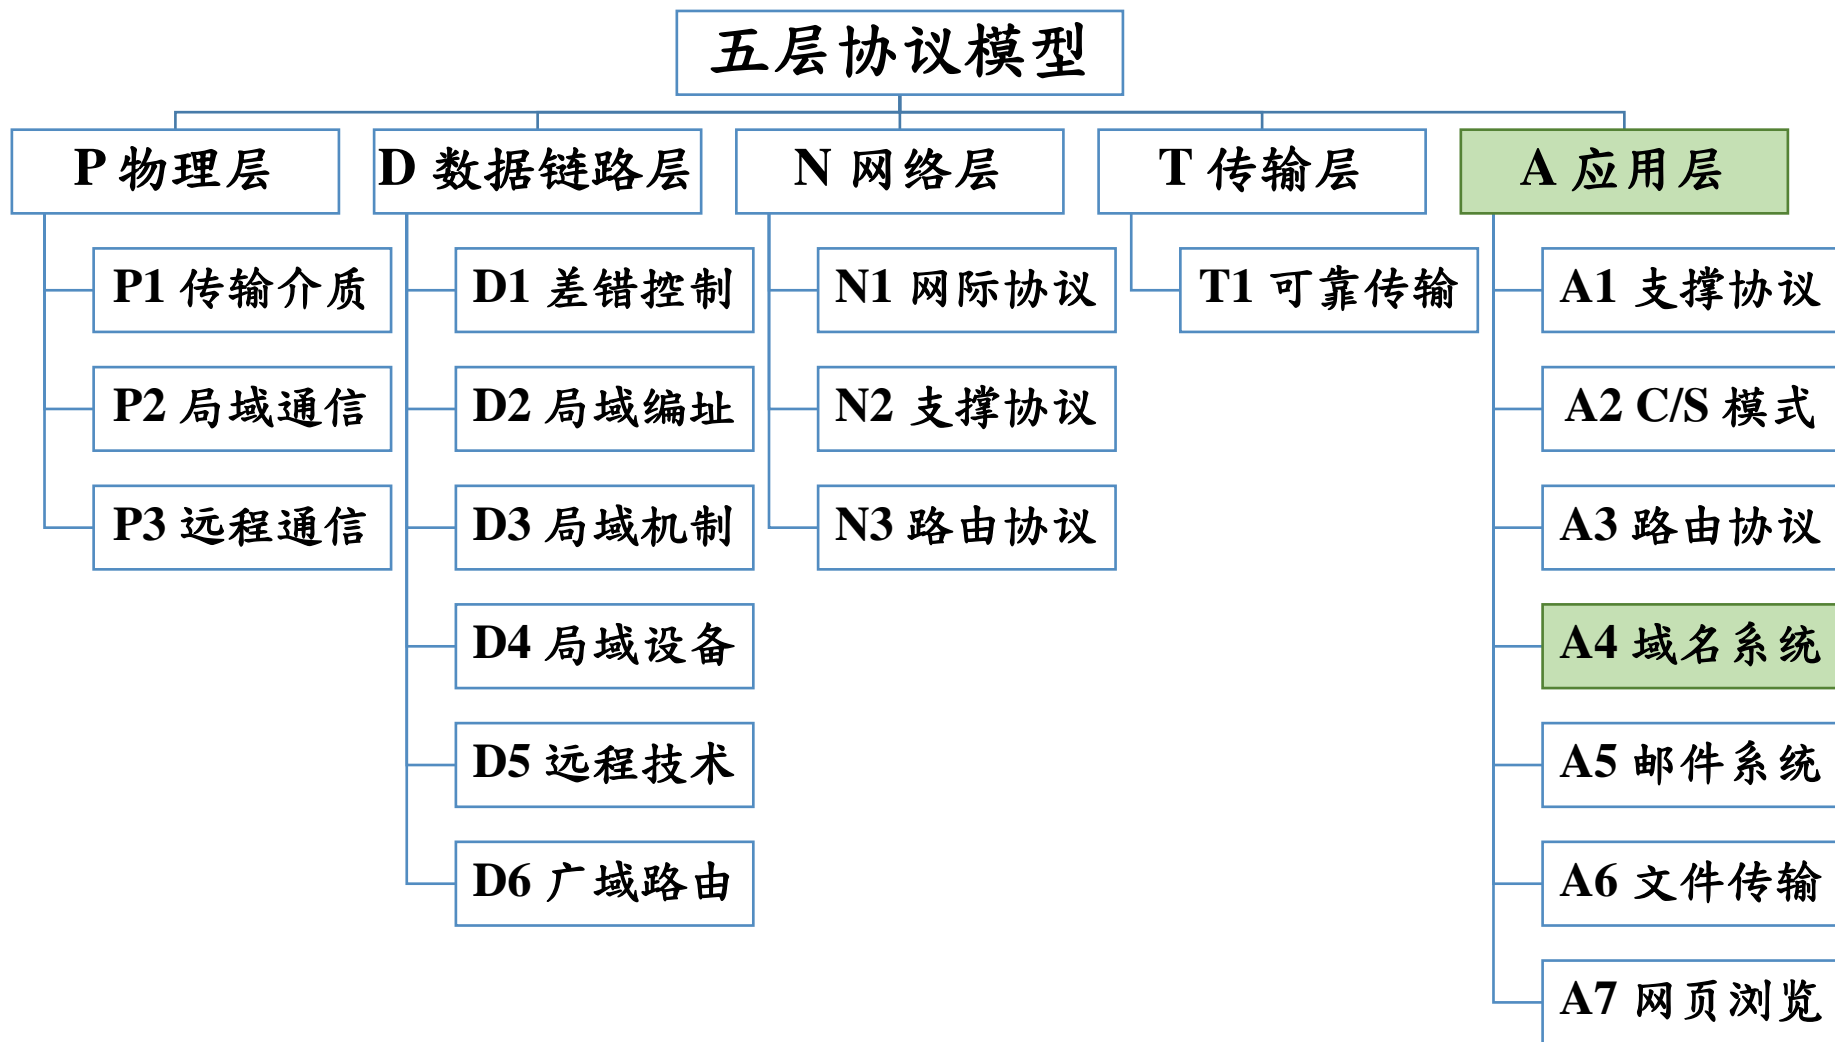 五层协议模型
P 物理层
P1 传输介质
P2 局域通信
P3 远程通信
D 数据链路层
D1 差错控制
D2 局域编址
D3 局域机制
D4 局域设备
D5 远程技术
D6 广域路由
N 网络层
N1 网际协议
N2 支撑协议
N3 路由协议
T 传输层
T1 可靠传输
A 应用层
A1 支撑协议
A2 C/S 模式
A3 路由协议
A4 域名系统
A5 邮件系统
A6 文件传输
A7 网页浏览